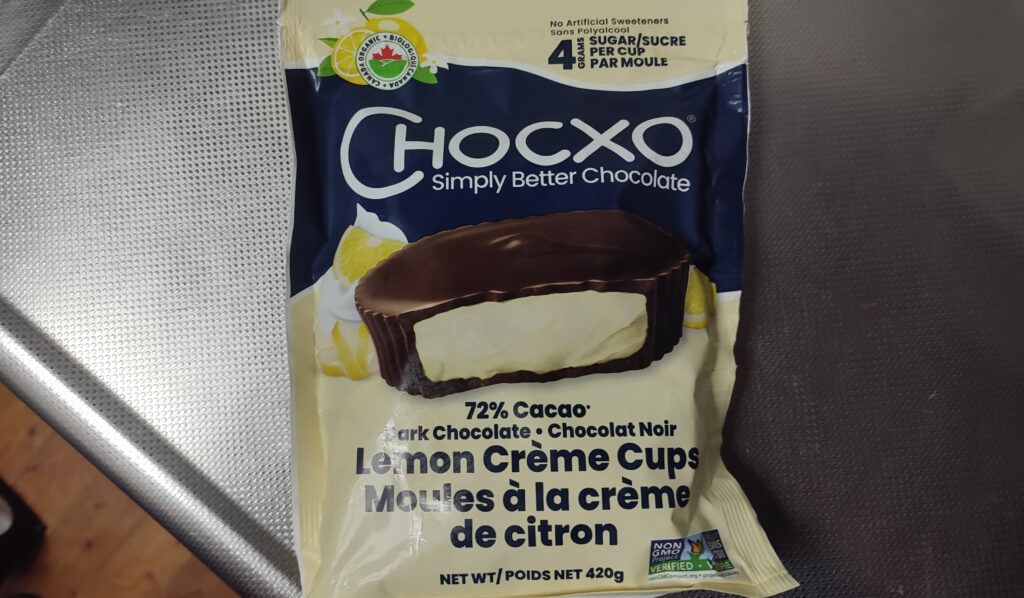 No Artificial Sweeteners
Sans Polyalcool
4 GRAMS SUGAR/SUCRE
PER CUP
PAR MOULE
CANADA ORGANIC • BIOLOGIQUE CANADA
CHOCXO®
Simply Better Chocolate
72% Cacao
Dark Chocolate • Chocolat Noir
Lemon Crème Cups
Moules à la crème
de citron
NON
GMO
Project
VERIFIED
NET WT/ POIDS NET 420g